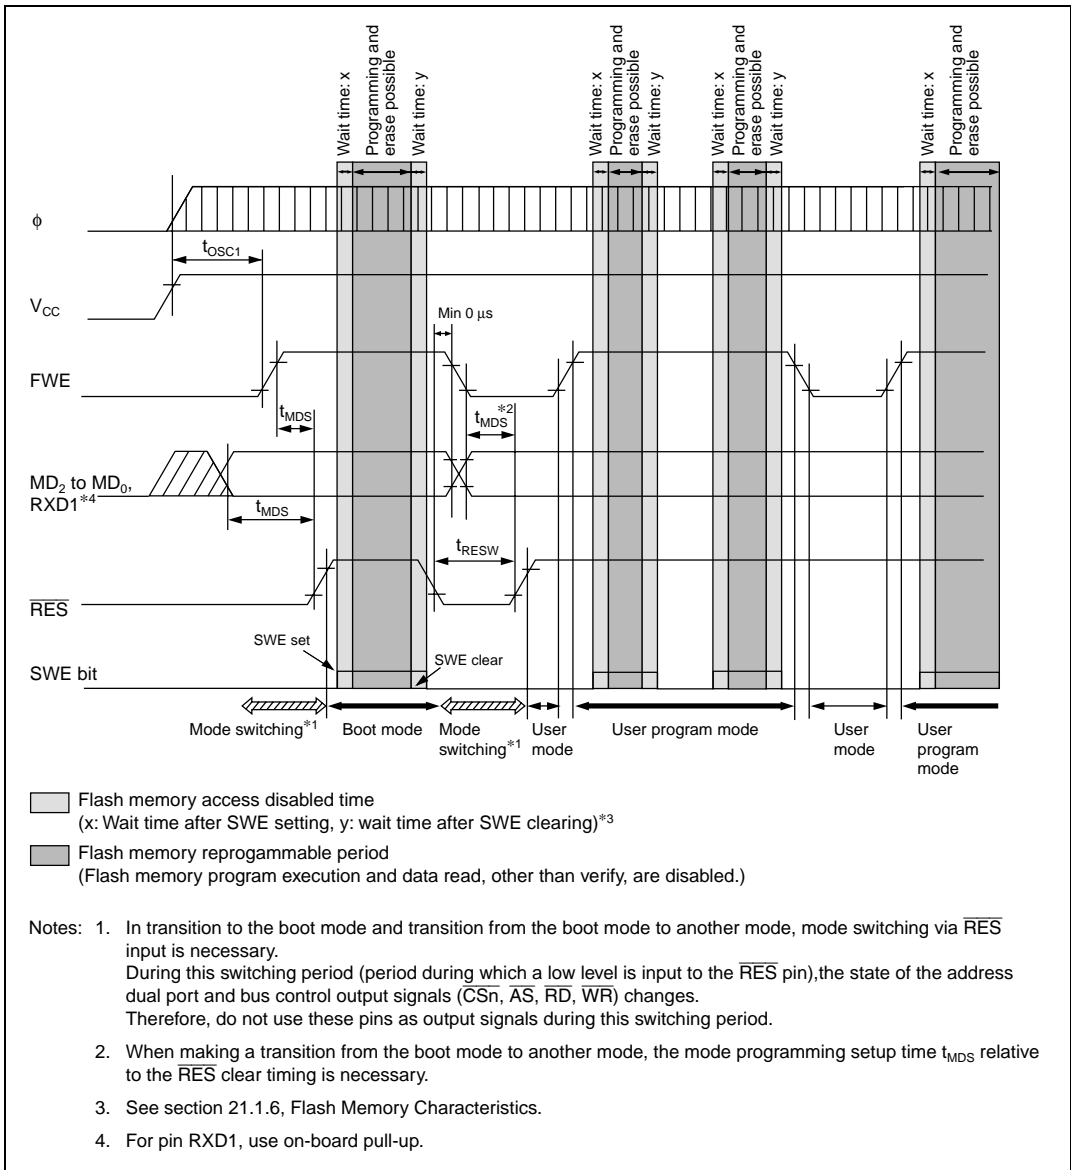 Wait time: x
Programming and
erase possible
Wait time: y
Wait time: x
Programming and
erase possible
Wait time: y
Wait time: x
Programming and
erase possible
Wait time: y
Wait time: x
Programming and
erase possible
ϕ
tOSC1
VCC
Min 0 μs
FWE
tMDS
tMDS*2
MD2 to MD0,
RXD1*4
tMDS
tRESW
RES
SWE set
SWE clear
SWE bit
Mode switching*1
Boot mode
Mode
switching*1
User
mode
User program mode
User
mode
User
program
mode
Flash memory access disabled time
(x: Wait time after SWE setting, y: wait time after SWE clearing)*3
Flash memory reprogammable period
(Flash memory program execution and data read, other than verify, are disabled.)
Notes: 1. In transition to the boot mode and transition from the boot mode to another mode, mode switching via RES
input is necessary.
During this switching period (period during which a low level is input to the RES pin),the state of the address
dual port and bus control output signals (CSn, AS, RD, WR) changes.
Therefore, do not use these pins as output signals during this switching period.
2. When making a transition from the boot mode to another mode, the mode programming setup time tMDS relative
to the RES clear timing is necessary.
3. See section 21.1.6, Flash Memory Characteristics.
4. For pin RXD1, use on-board pull-up.